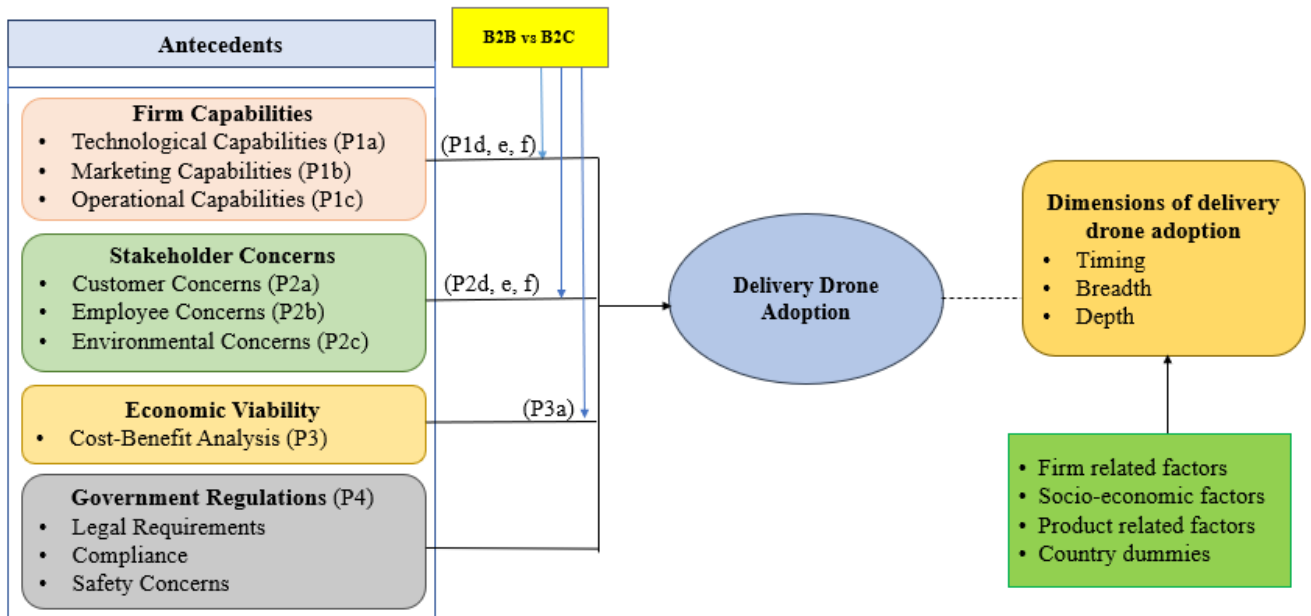 Antecedents
B2B vs B2C
Firm Capabilities
• Technological Capabilities (P1a)
• Marketing Capabilities (P1b)
• Operational Capabilities (P1c)
(P1d, e, f)
Stakeholder Concerns
• Customer Concerns (P2a)
• Employee Concerns (P2b)
• Environmental Concerns (P2c)
(P2d, e, f)
Economic Viability
• Cost-Benefit Analysis (P3)
(P3a)
Government Regulations (P4)
• Legal Requirements
• Compliance
• Safety Concerns
Delivery Drone
Adoption
Dimensions of delivery
drone adoption
• Timing
• Breadth
• Depth
• Firm related factors
• Socio-economic factors
• Product related factors
• Country dummies